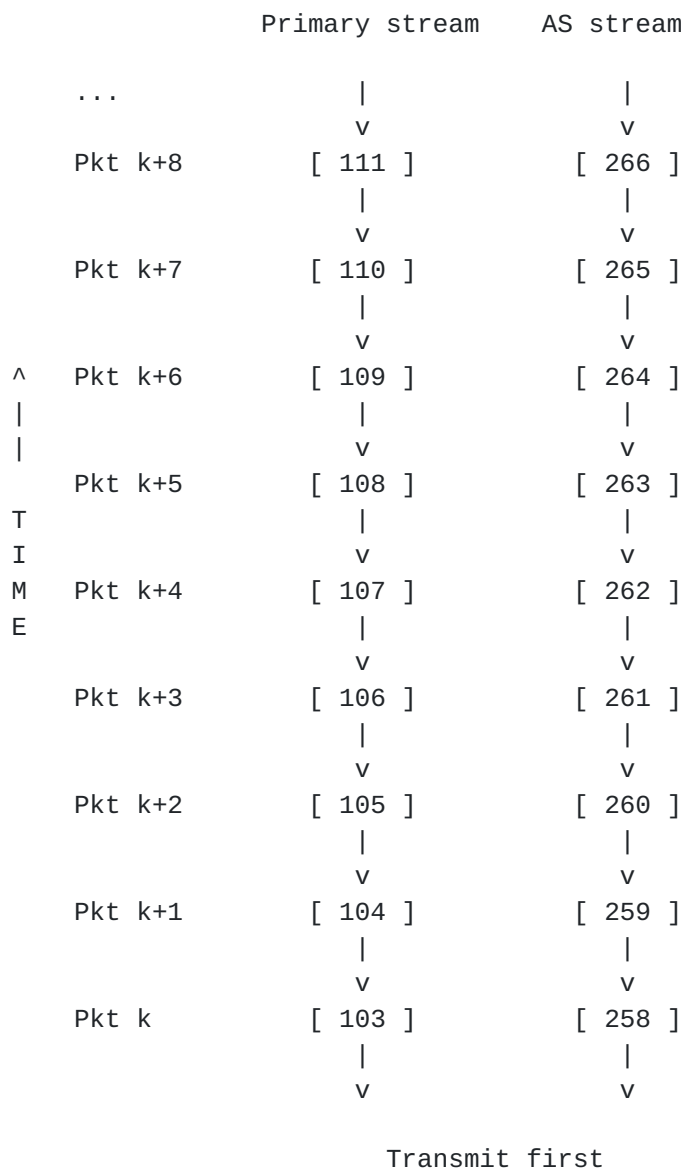 Primary stream    AS stream
...                |                |
                   v                v
Pkt k+8         [ 111 ]          [ 266 ]
                   |                |
                   v                v
Pkt k+7         [ 110 ]          [ 265 ]
                   |                |
                   v                v
^   Pkt k+6         [ 109 ]          [ 264 ]
|                      |                |
|                      v                v
    Pkt k+5         [ 108 ]          [ 263 ]
T                      |                |
I                      v                v
M   Pkt k+4         [ 107 ]          [ 262 ]
E                      |                |
                       v                v
    Pkt k+3         [ 106 ]          [ 261 ]
                       |                |
                       v                v
    Pkt k+2         [ 105 ]          [ 260 ]
                       |                |
                       v                v
    Pkt k+1         [ 104 ]          [ 259 ]
                       |                |
                       v                v
    Pkt k           [ 103 ]          [ 258 ]
                       |                |
                       v                v
Transmit first